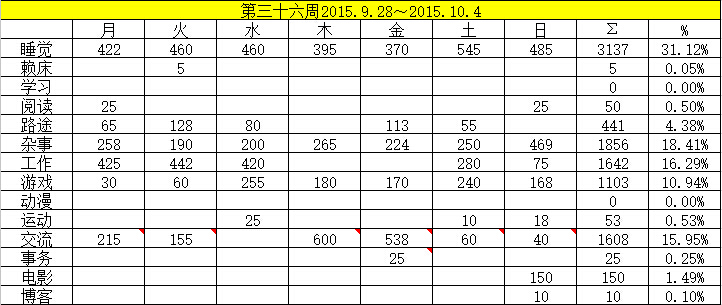 第三十六周2015.9.28～2015.10.4
月 火 水 木 金 土 日 Σ %
睡觉 422 460 460 395 370 545 485 3137 31.12%
赖床 5 5 0.05%
学习 0 0.00%
阅读 25 25 50 0.50%
路途 65 128 80 113 55 441 4.38%
杂事 258 190 200 265 224 250 469 1856 18.41%
工作 425 442 420 280 75 1642 16.29%
游戏 30 60 255 180 170 240 168 1103 10.94%
动漫 0 0.00%
运动 25 10 18 53 0.53%
交流 215 155 600 538 60 40 1608 15.95%
事务 25 25 0.25%
电影 150 150 1.49%
博客 10 10 0.10%